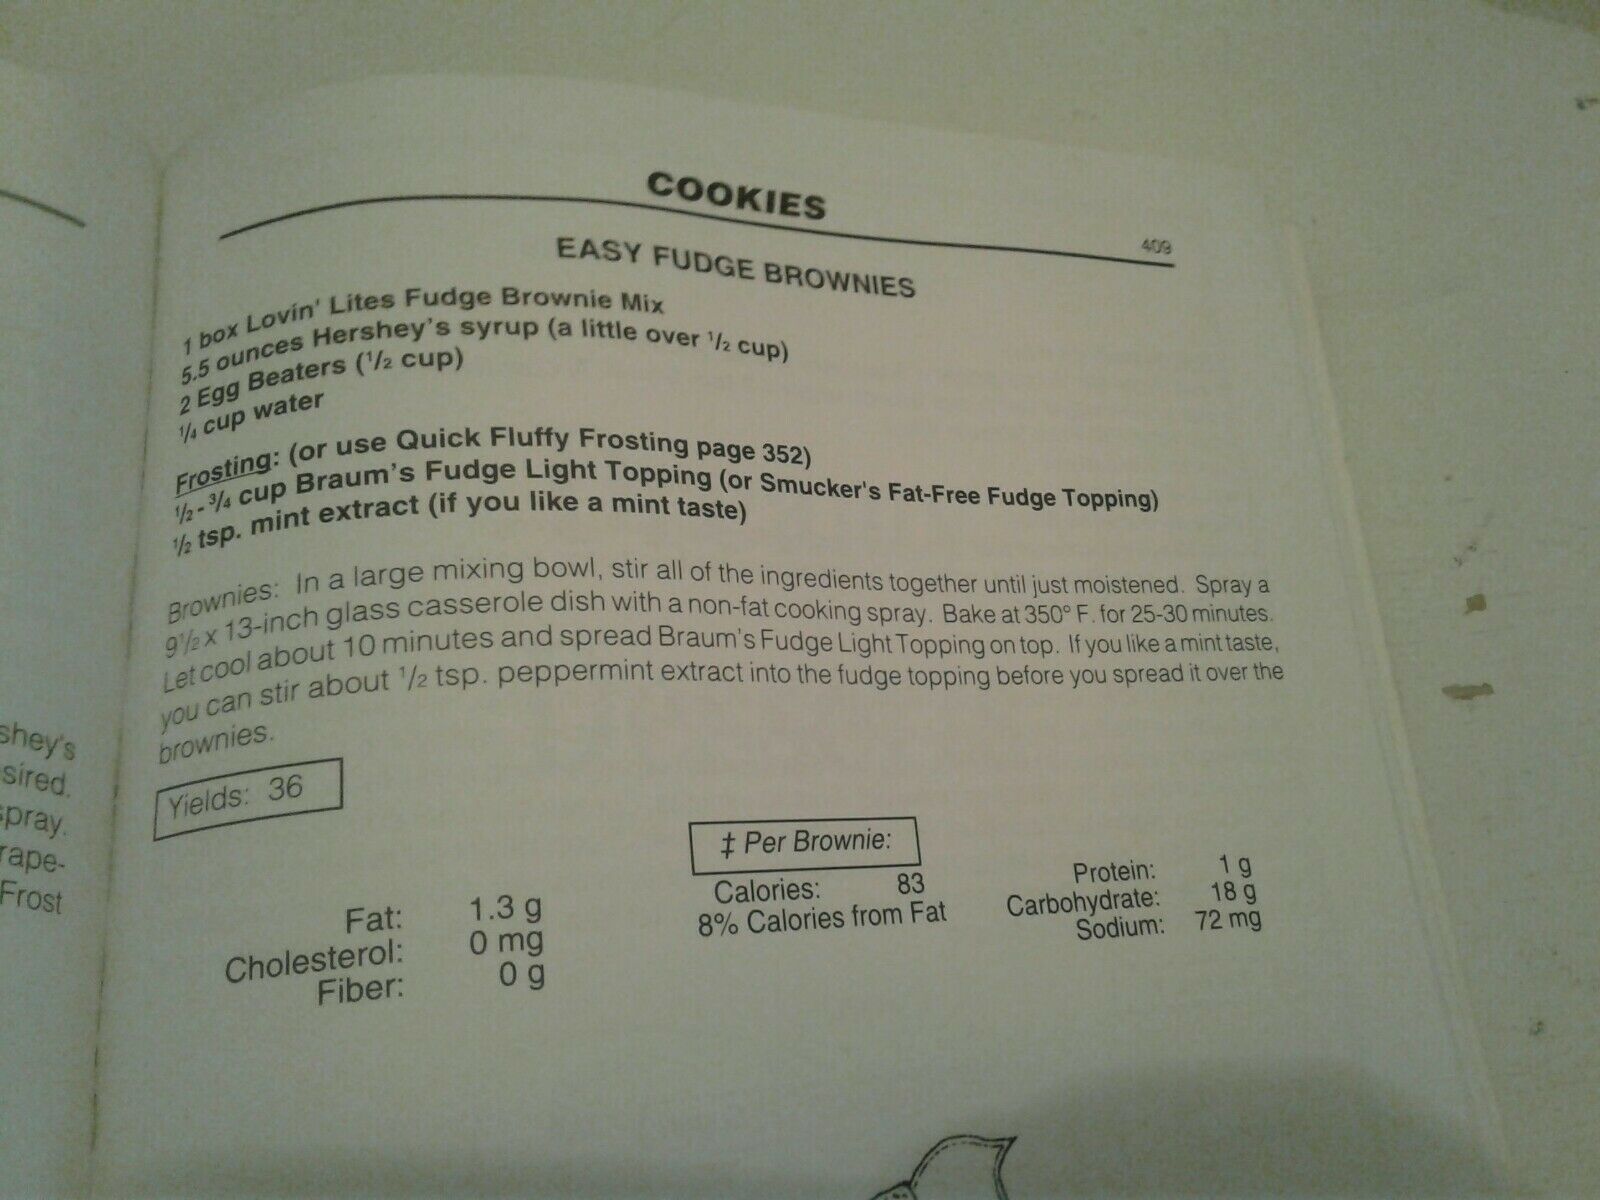 COOKIES
409
EASY FUDGE BROWNIES
1 box Lovin' Lites Fudge Brownie Mix
5.5 ounces Hershey's syrup (a little over 1/2 cup)
2 Egg Beaters (1/2 cup)
1/4 cup water
Frosting: (or use Quick Fluffy Frosting page 352)
1/2 - 3/4 cup Braum's Fudge Light Topping (or Smucker's Fat-Free Fudge Topping)
1/2 tsp. mint extract (if you like a mint taste)
Brownies: In a large mixing bowl, stir all of the ingredients together until just moistened. Spray a
9 1/2 x 13-inch glass casserole dish with a non-fat cooking spray. Bake at 350° F. for 25-30 minutes.
Let cool about 10 minutes and spread Braum's Fudge Light Topping on top. If you like a mint taste,
you can stir about 1/2 tsp. peppermint extract into the fudge topping before you spread it over the
brownies.
Yields: 36
‡ Per Brownie:
Fat: 1.3 g
Cholesterol: 0 mg
Fiber: 0 g
Calories: 83
8% Calories from Fat
Protein: 1 g
Carbohydrate: 18 g
Sodium: 72 mg
shey's
sired.
spray.
rape-
Frost